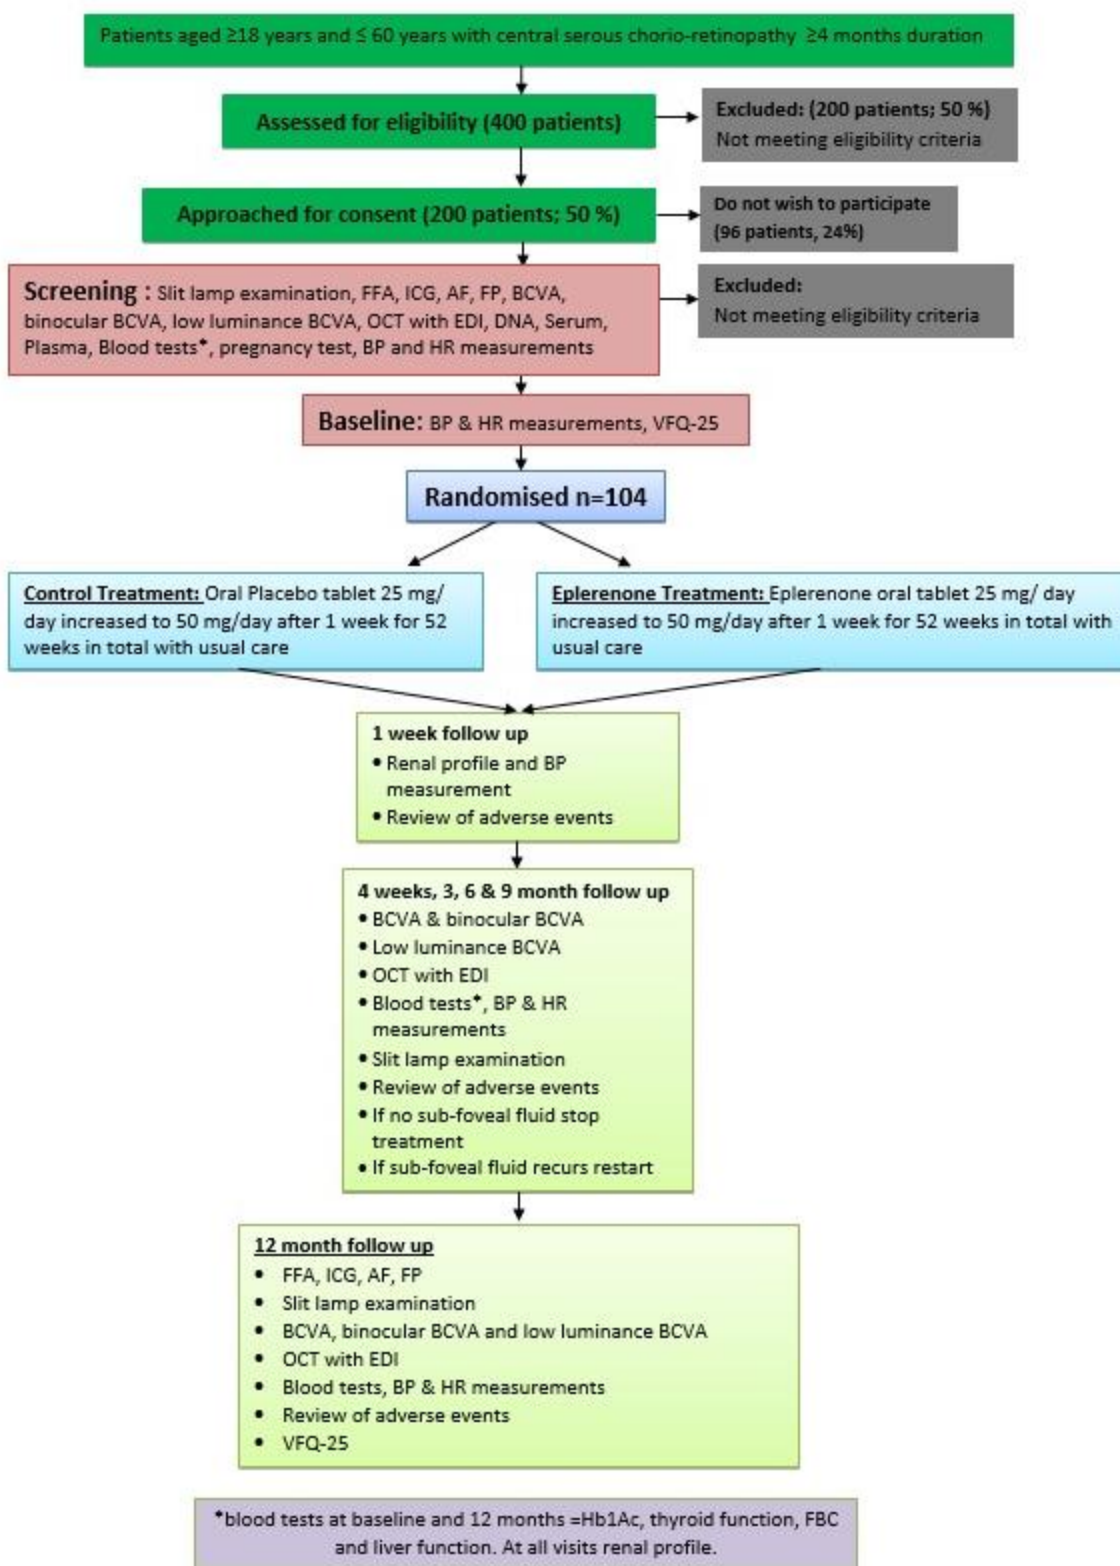 Patients aged ≥18 years and ≤ 60 years with central serous chorio-retinopathy ≥4 months duration
Assessed for eligibility (400 patients)
Excluded: (200 patients; 50 %)
Not meeting eligibility criteria
Approached for consent (200 patients; 50 %)
Do not wish to participate
(96 patients, 24%)
Screening : Slit lamp examination, FFA, ICG, AF, FP, BCVA,
binocular BCVA, low luminance BCVA, OCT with EDI, DNA, Serum,
Plasma, Blood tests*, pregnancy test, BP and HR measurements
Excluded:
Not meeting eligibility criteria
Baseline: BP & HR measurements, VFQ-25
Randomised n=104
Control Treatment: Oral Placebo tablet 25 mg/
day increased to 50 mg/day after 1 week for 52
weeks in total with usual care
Eplerenone Treatment: Eplerenone oral tablet 25 mg/ day
increased to 50 mg/day after 1 week for 52 weeks in total with
usual care
1 week follow up
• Renal profile and BP
measurement
• Review of adverse events
4 weeks, 3, 6 & 9 month follow up
• BCVA & binocular BCVA
• Low luminance BCVA
• OCT with EDI
• Blood tests*, BP & HR
measurements
• Slit lamp examination
• Review of adverse events
• If no sub-foveal fluid stop
treatment
• If sub-foveal fluid recurs restart
12 month follow up
• FFA, ICG, AF, FP
• Slit lamp examination
• BCVA, binocular BCVA and low luminance BCVA
• OCT with EDI
• Blood tests, BP & HR measurements
• Review of adverse events
• VFQ-25
*blood tests at baseline and 12 months =Hb1Ac, thyroid function, FBC
and liver function. At all visits renal profile.